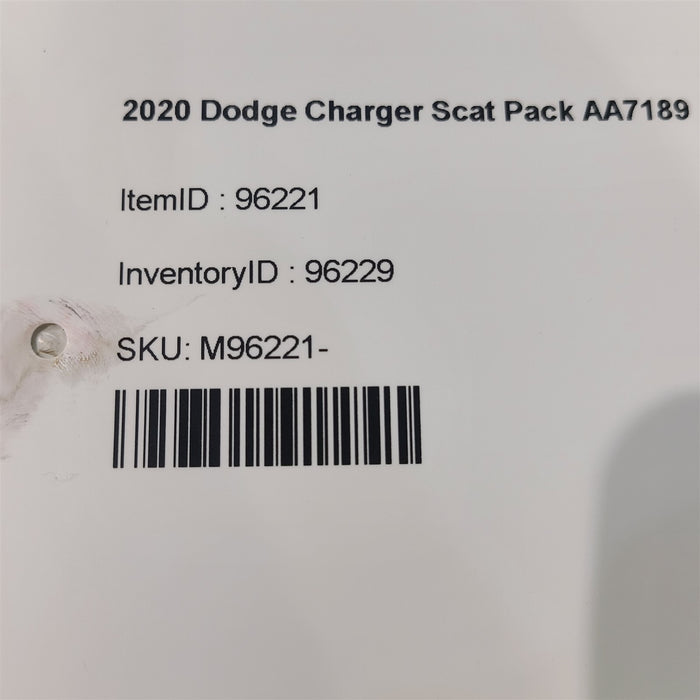 2020 Dodge Charger Scat Pack AA7189
ItemID : 96221
InventoryID : 96229
SKU: M96221-